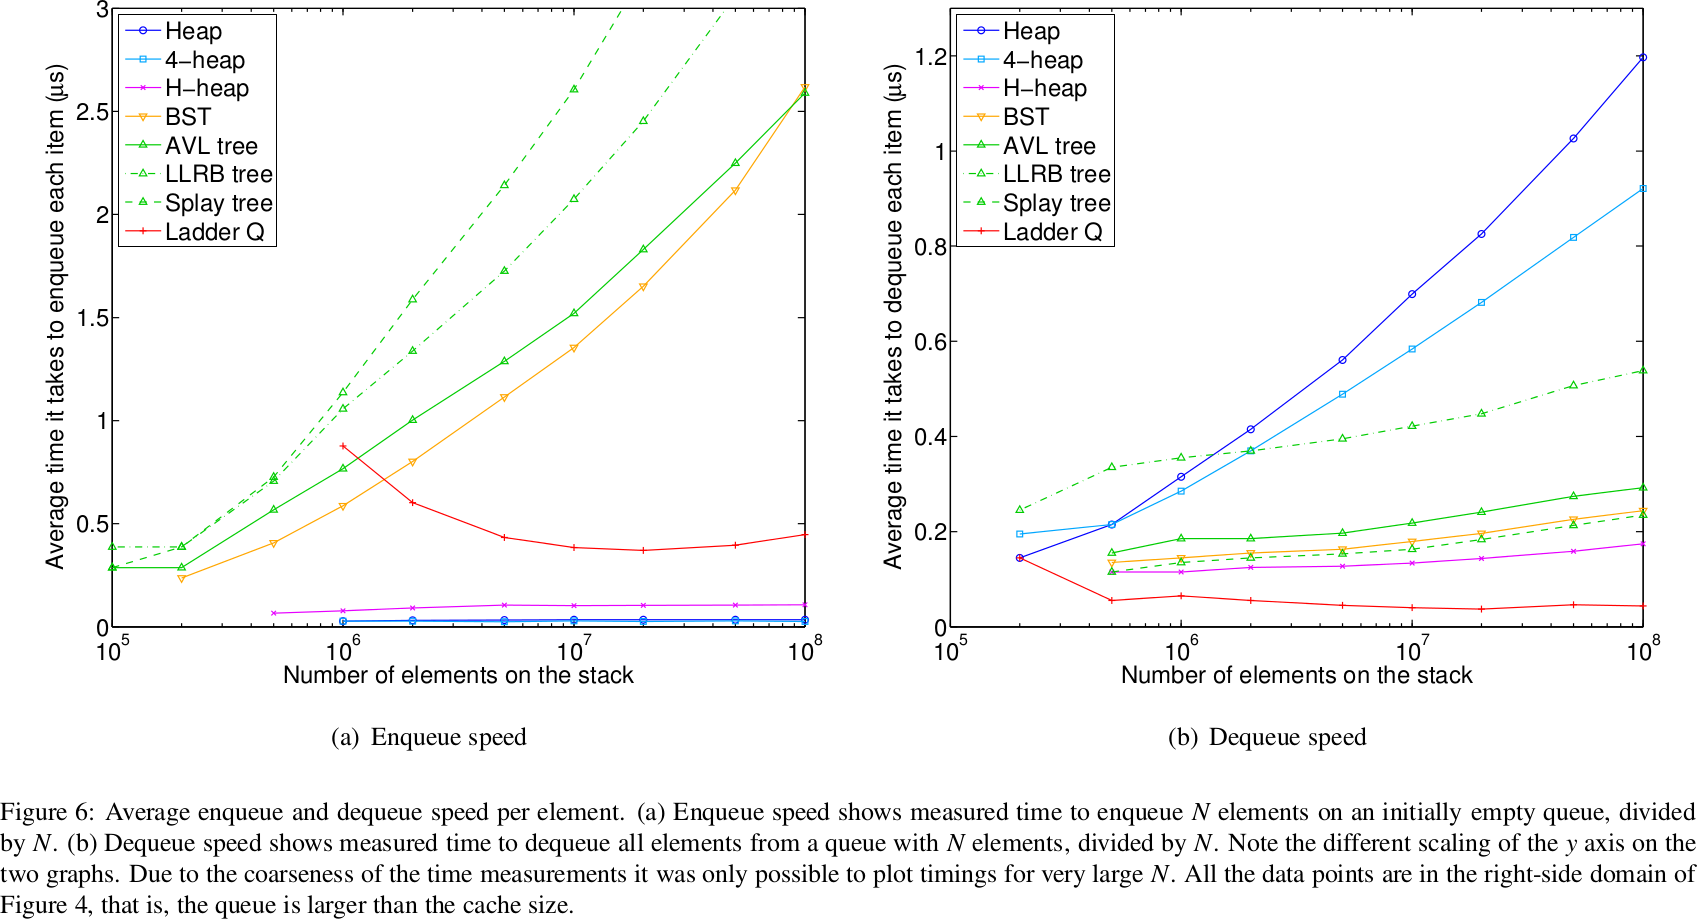 Average time it takes to enqueue each item (µs)
3
2.5
2
1.5
1
0.5
0
Heap
4−heap
H−heap
BST
AVL tree
LLRB tree
Splay tree
Ladder Q
10^5
10^6
10^7
10^8
Number of elements on the stack
(a) Enqueue speed
Average time it takes to dequeue each item (µs)
1.2
1
0.8
0.6
0.4
0.2
0
Heap
4−heap
H−heap
BST
AVL tree
LLRB tree
Splay tree
Ladder Q
10^5
10^6
10^7
10^8
Number of elements on the stack
(b) Dequeue speed
Figure 6: Average enqueue and dequeue speed per element. (a) Enqueue speed shows measured time to enqueue N elements on an initially empty queue, divided
by N. (b) Dequeue speed shows measured time to dequeue all elements from a queue with N elements, divided by N. Note the different scaling of the y axis on the
two graphs. Due to the coarseness of the time measurements it was only possible to plot timings for very large N. All the data points are in the right-side domain of
Figure 4, that is, the queue is larger than the cache size.